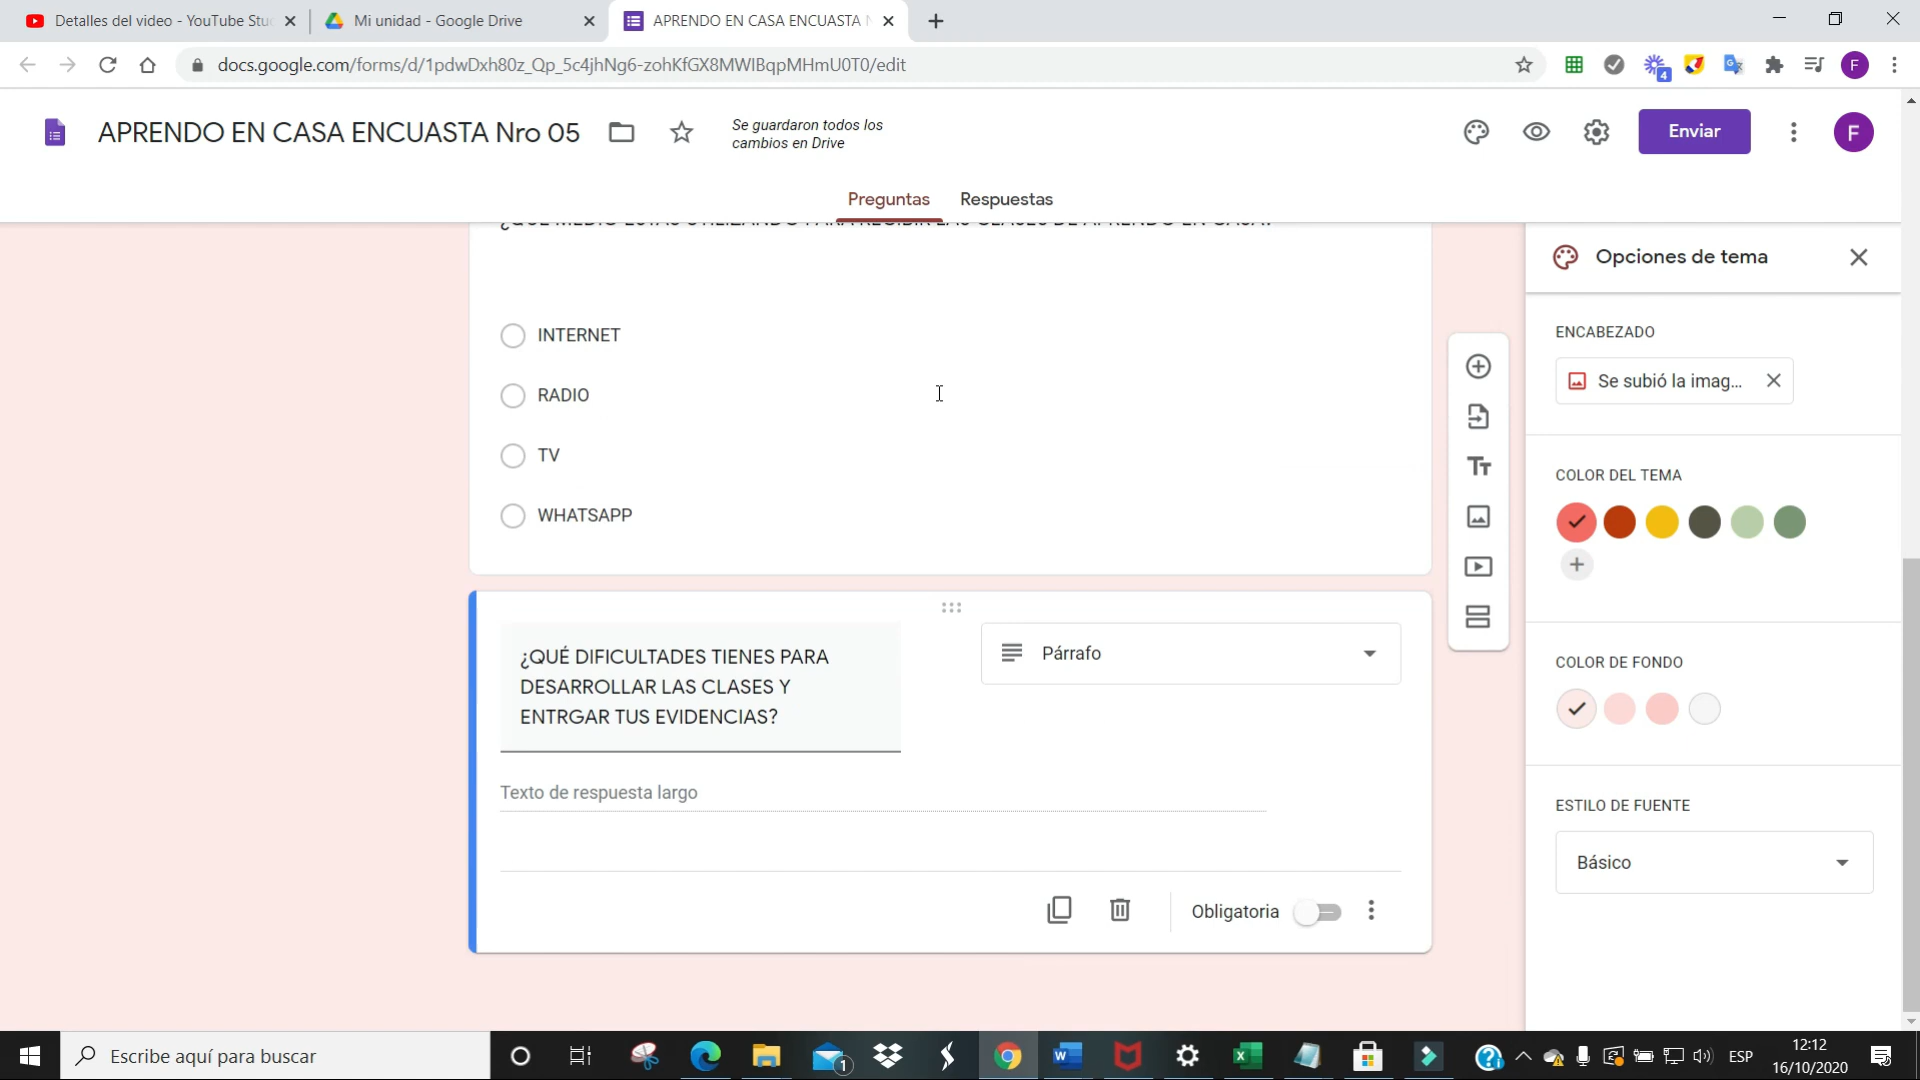 Detalles del video - YouTube Stu
Mi unidad - Google Drive
APRENDO EN CASA ENCUASTA N
docs.google.com/forms/d/1pdwDxh80z_Qp_5c4jhNg6-zohKfGX8MWIBqpMHmU0T0/edit
4
F
APRENDO EN CASA ENCUASTA Nro 05
Se guardaron todos los
cambios en Drive
Enviar
F
Preguntas
Respuestas
¿QUÉ MEDIO ESTÁS UTILIZANDO PARA RECIBIR LAS CLASES DE APRENDO EN CASA?
INTERNET
RADIO
TV
WHATSAPP
¿QUÉ DIFICULTADES TIENES PARA
DESARROLLAR LAS CLASES Y
ENTRGAR TUS EVIDENCIAS?
Párrafo
Texto de respuesta largo
Obligatoria
Tт
Opciones de tema
ENCABEZADO
Se subió la imag...
COLOR DEL TEMA
COLOR DE FONDO
ESTILO DE FUENTE
Básico
Escribe aquí para buscar
1
ESP
12:12
16/10/2020